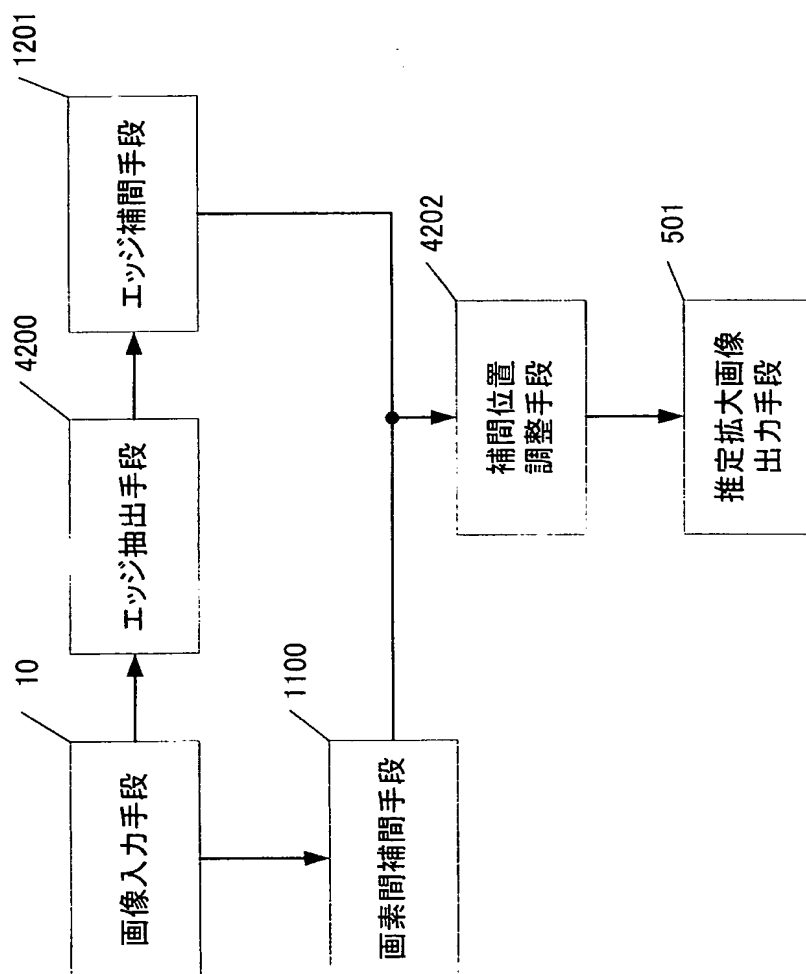 10
画像入力手段
4200
エッジ抽出手段
1201
エッジ補間手段
1100
画素間補間手段
4202
補間位置
調整手段
501
推定拡大画像
出力手段